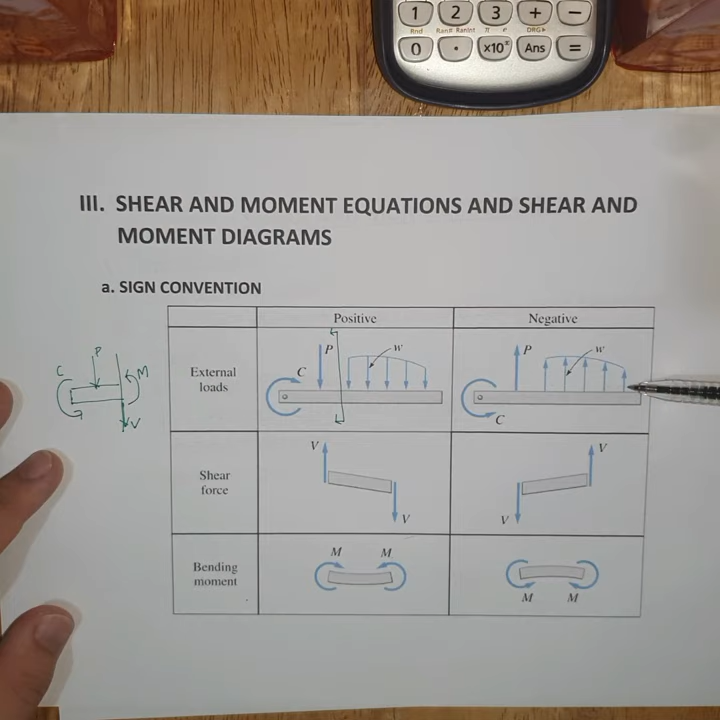 1 2 3 + −
Rnd Ran# RanInt π e DRG▸
0 • ×10ˣ Ans =
III. SHEAR AND MOMENT EQUATIONS AND SHEAR AND
MOMENT DIAGRAMS
a. SIGN CONVENTION
Positive Negative
External
loads
C P w
P w
C
Shear
force
V V
V V
Bending
moment
M M
M M
P
C M
V